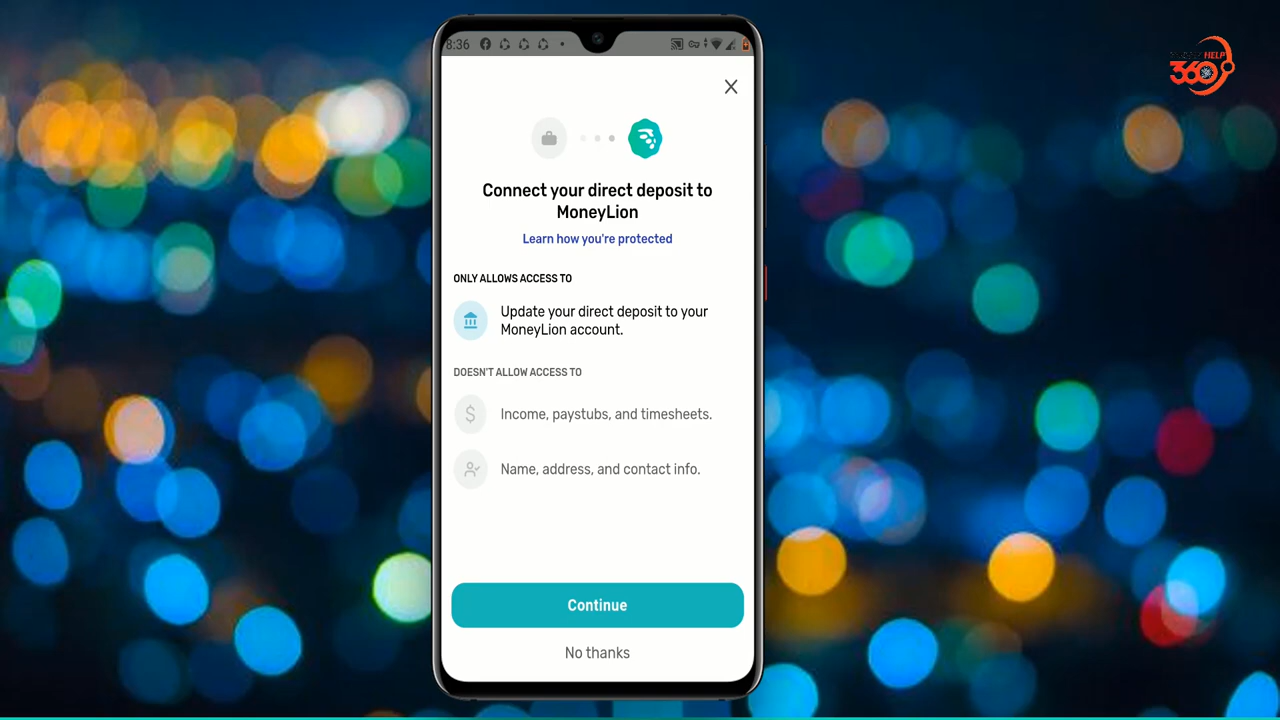 8:36
HELP
360
Connect your direct deposit to
MoneyLion
Learn how you're protected
ONLY ALLOWS ACCESS TO
Update your direct deposit to your
MoneyLion account.
DOESN'T ALLOW ACCESS TO
Income, paystubs, and timesheets.
Name, address, and contact info.
Continue
No thanks